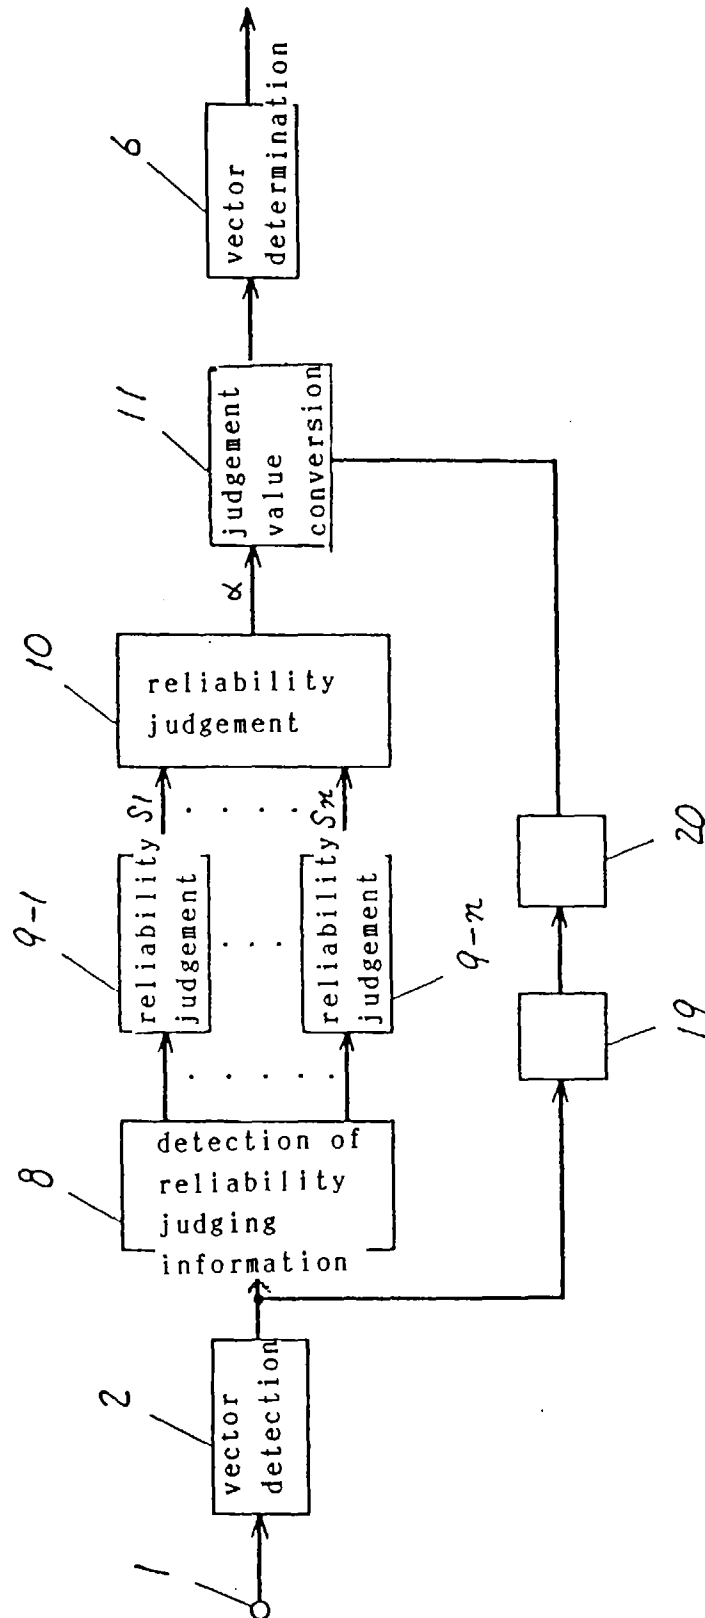 1
2
vector
detection
8
detection of
reliability
judging
information
9-1
reliability
judgement
9-n
reliability
judgement
S1
Sn
10
reliability
judgement
α
11
judgement
value
conversion
6
vector
determination
19
20